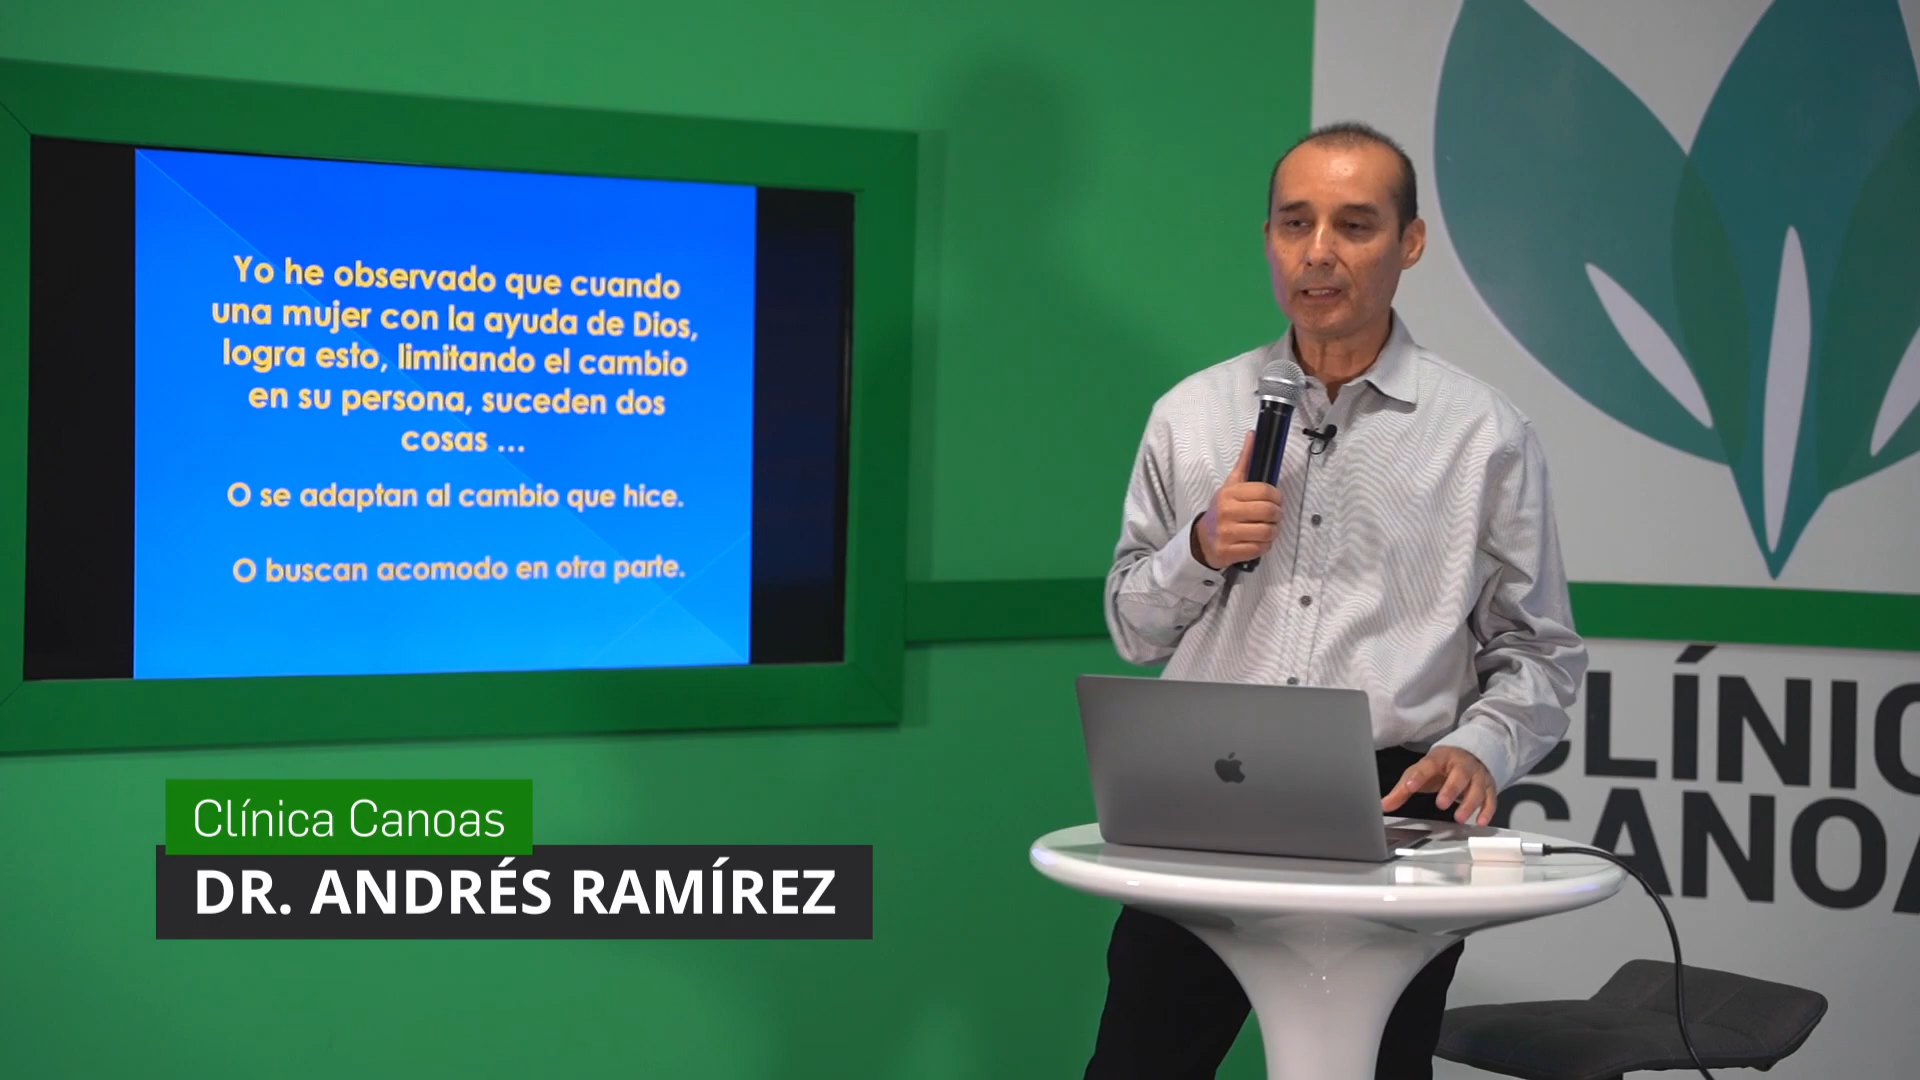 Yo he observado que cuando
una mujer con la ayuda de Dios,
logra esto, limitando el cambio
en su persona, suceden dos
cosas ...
O se adaptan al cambio que hice.
O buscan acomodo en otra parte.
Clínica Canoas
DR. ANDRÉS RAMÍREZ
CLÍNIC
CANOA